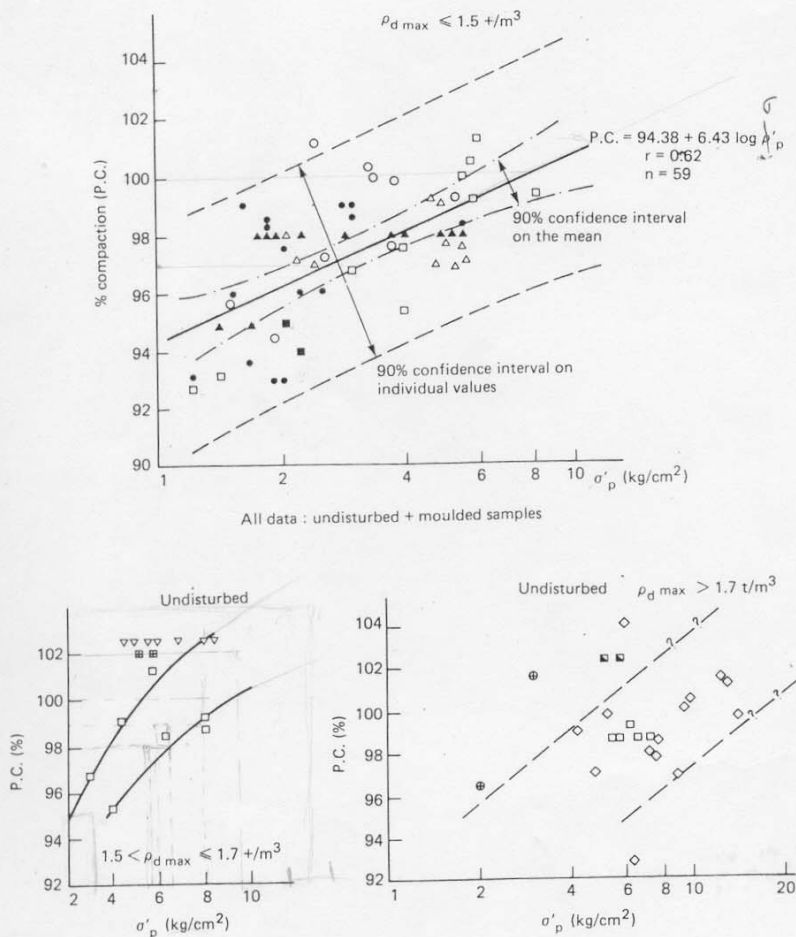 ρd max ⩽ 1.5 +/m³
104
102
100
98
96
94
92
90
% compaction (P.C.)
P.C. = 94.38 + 6.43 log ρ'p
σ
r = 0.62
n = 59
90% confidence interval
on the mean
90% confidence interval on
individual values
1
2
4
6
8
10
σ'p (kg/cm²)
All data : undisturbed + moulded samples
Undisturbed
104
102
100
98
96
94
92
P.C. (%)
1.5 < ρd max ⩽ 1.7 +/m³
2
4
6
8
10
σ'p (kg/cm²)
Undisturbed ρd max > 1.7 t/m³
104
102
100
98
96
94
92
P.C. (%)
?
?
?
?
1
2
4
6
10
20
σ'p (kg/cm²)